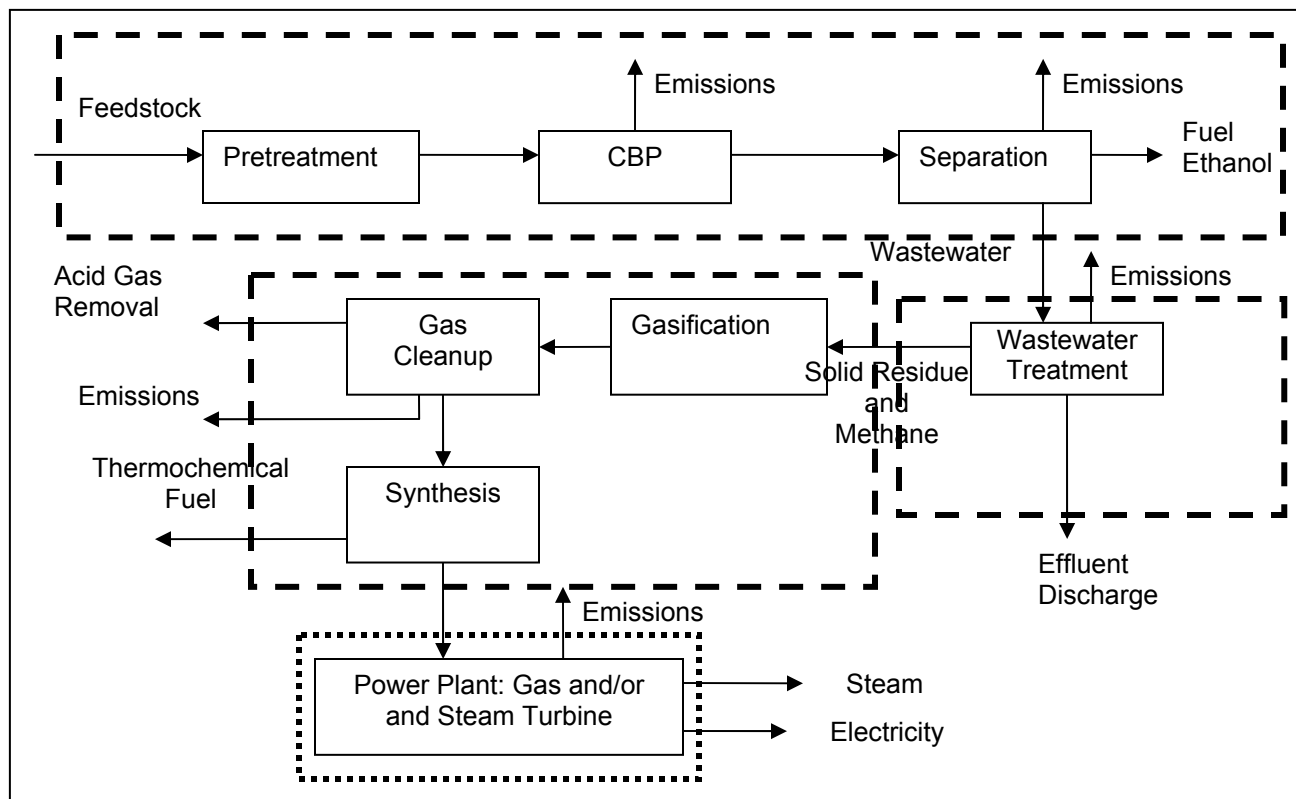 Emissions
Emissions
Feedstock
Fuel
Ethanol
Pretreatment
CBP
Separation
Wastewater
Emissions
Acid Gas
Removal
Gas
Cleanup
Gasification
Wastewater
Treatment
Solid Residue
and
Methane
Emissions
Thermochemical
Fuel
Synthesis
Effluent
Discharge
Emissions
Power Plant: Gas and/or
and Steam Turbine
Steam
Electricity